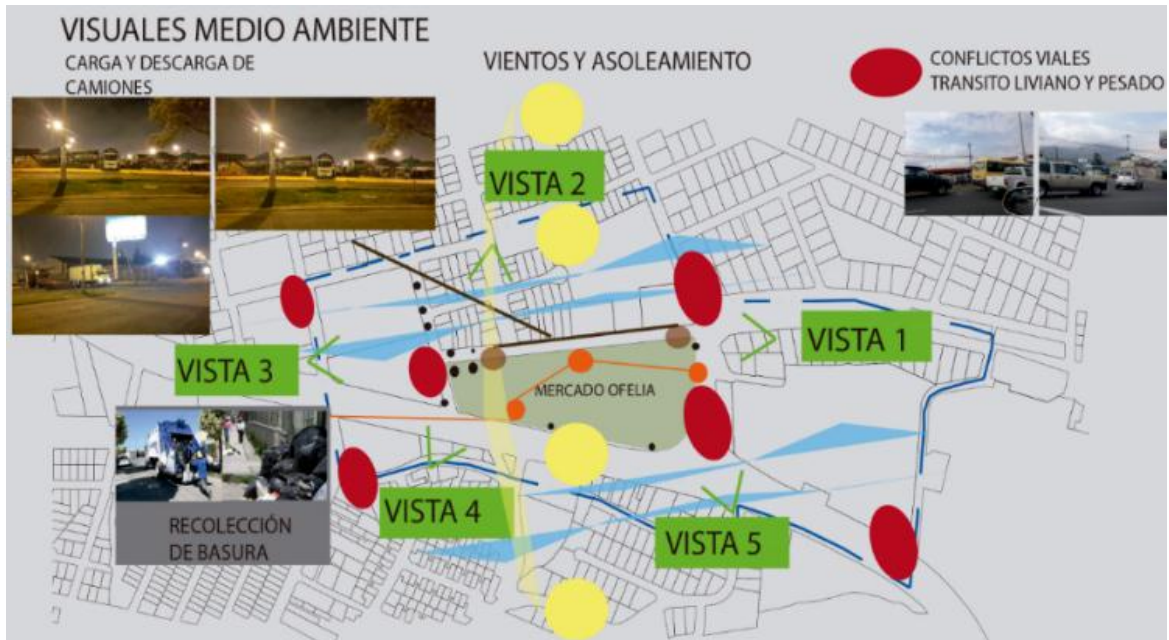 VISUALES MEDIO AMBIENTE
CARGA Y DESCARGA DE
CAMIONES
VIENTOS Y ASOLEAMIENTO
CONFLICTOS VIALES
TRANSITO LIVIANO Y PESADO
VISTA 2
VISTA 1
VISTA 3
MERCADO OFELIA
VISTA 4
VISTA 5
RECOLECCIÓN
DE BASURA